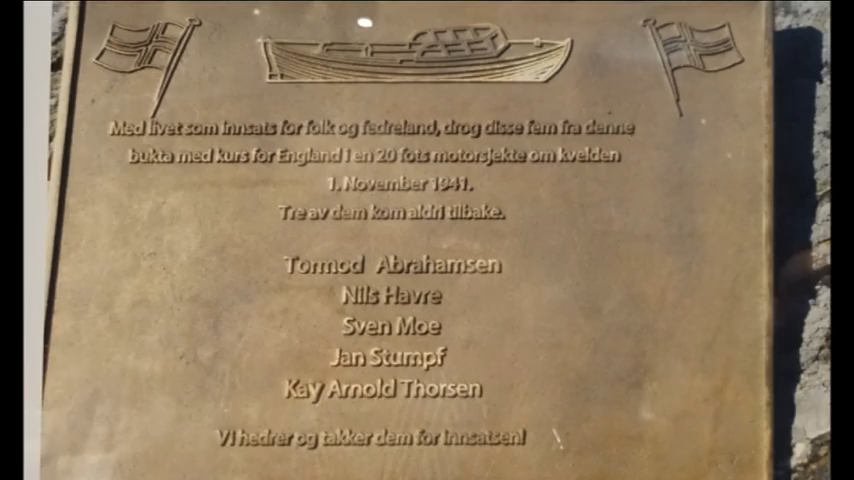 Med livet som innsats for folk og fedreland, drog disse fem fra denne
bukta med kurs for England i en 20 fots motorsjekte om kvelden
1. November 1941.
Tre av dem kom aldri tilbake.
Tormod Abrahamsen
Nils Havre
Sven Moe
Jan Stumpf
Kay Arnold Thorsen
Vi hedrer og takker dem for innsatsen!